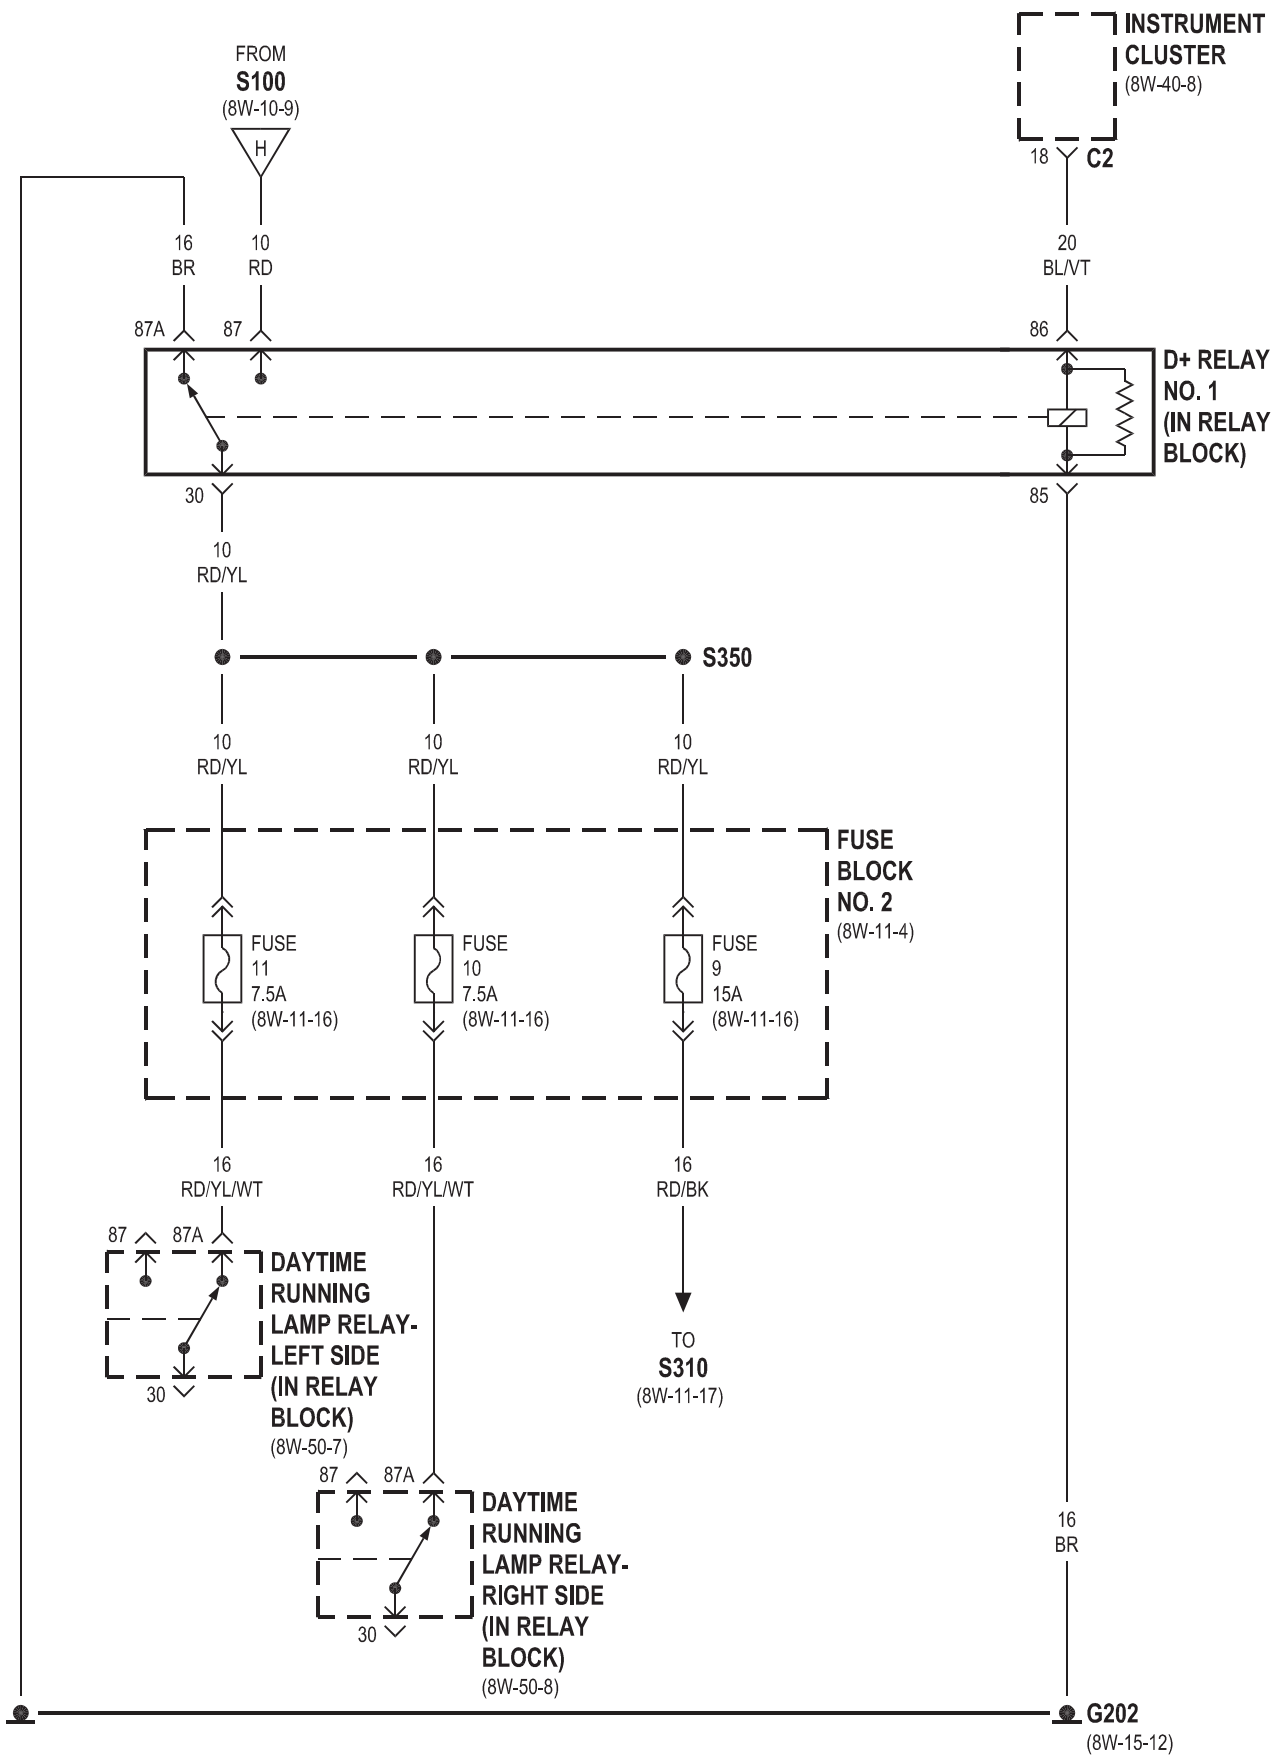 INSTRUMENT
CLUSTER
(8W-40-8)
FROM
S100
(8W-10-9)
H
18
C2
16
BR
10
RD
20
BL/VT
87A
87
86
D+ RELAY
NO. 1
(IN RELAY
BLOCK)
30
85
10
RD/YL
S350
10
RD/YL
10
RD/YL
10
RD/YL
FUSE
BLOCK
NO. 2
(8W-11-4)
FUSE
11
7.5A
(8W-11-16)
FUSE
10
7.5A
(8W-11-16)
FUSE
9
15A
(8W-11-16)
16
RD/YL/WT
16
RD/YL/WT
16
RD/BK
87
87A
DAYTIME
RUNNING
LAMP RELAY-
LEFT SIDE
(IN RELAY
BLOCK)
(8W-50-7)
30
TO
S310
(8W-11-17)
87
87A
DAYTIME
RUNNING
LAMP RELAY-
RIGHT SIDE
(IN RELAY
BLOCK)
(8W-50-8)
30
16
BR
G202
(8W-15-12)